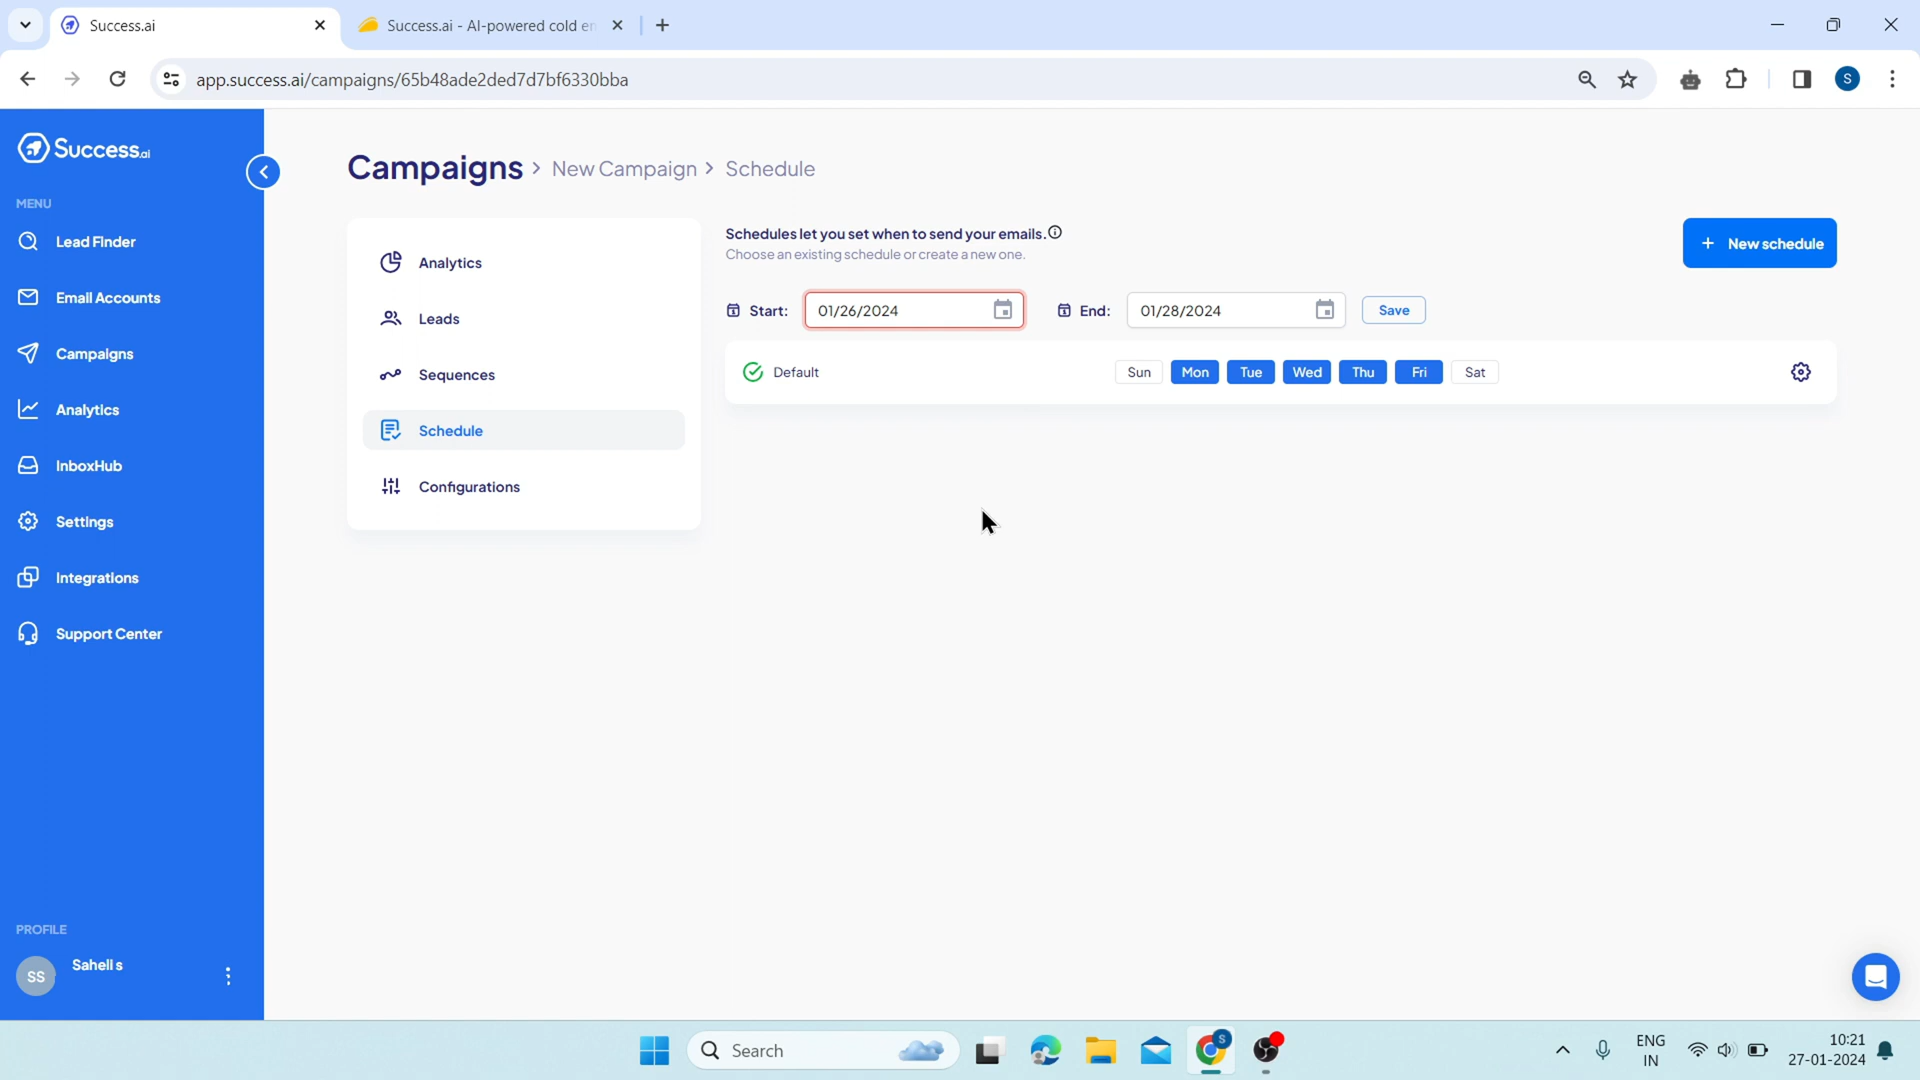 Success.ai
Success.ai - AI-powered cold em
app.success.ai/campaigns/65b48ade2ded7d7bf6330bba
S
Success.ai
MENU
Lead Finder
Email Accounts
Campaigns
Analytics
InboxHub
Settings
Integrations
Support Center
PROFILE
SS
Sahell s
Campaigns > New Campaign > Schedule
Analytics
Leads
Sequences
Schedule
Configurations
Schedules let you set when to send your emails.
Choose an existing schedule or create a new one.
+ New schedule
Start: 01/26/2024 End: 01/28/2024 Save
Default Sun Mon Tue Wed Thu Fri Sat
Search
S
ENG
IN
10:21
27-01-2024